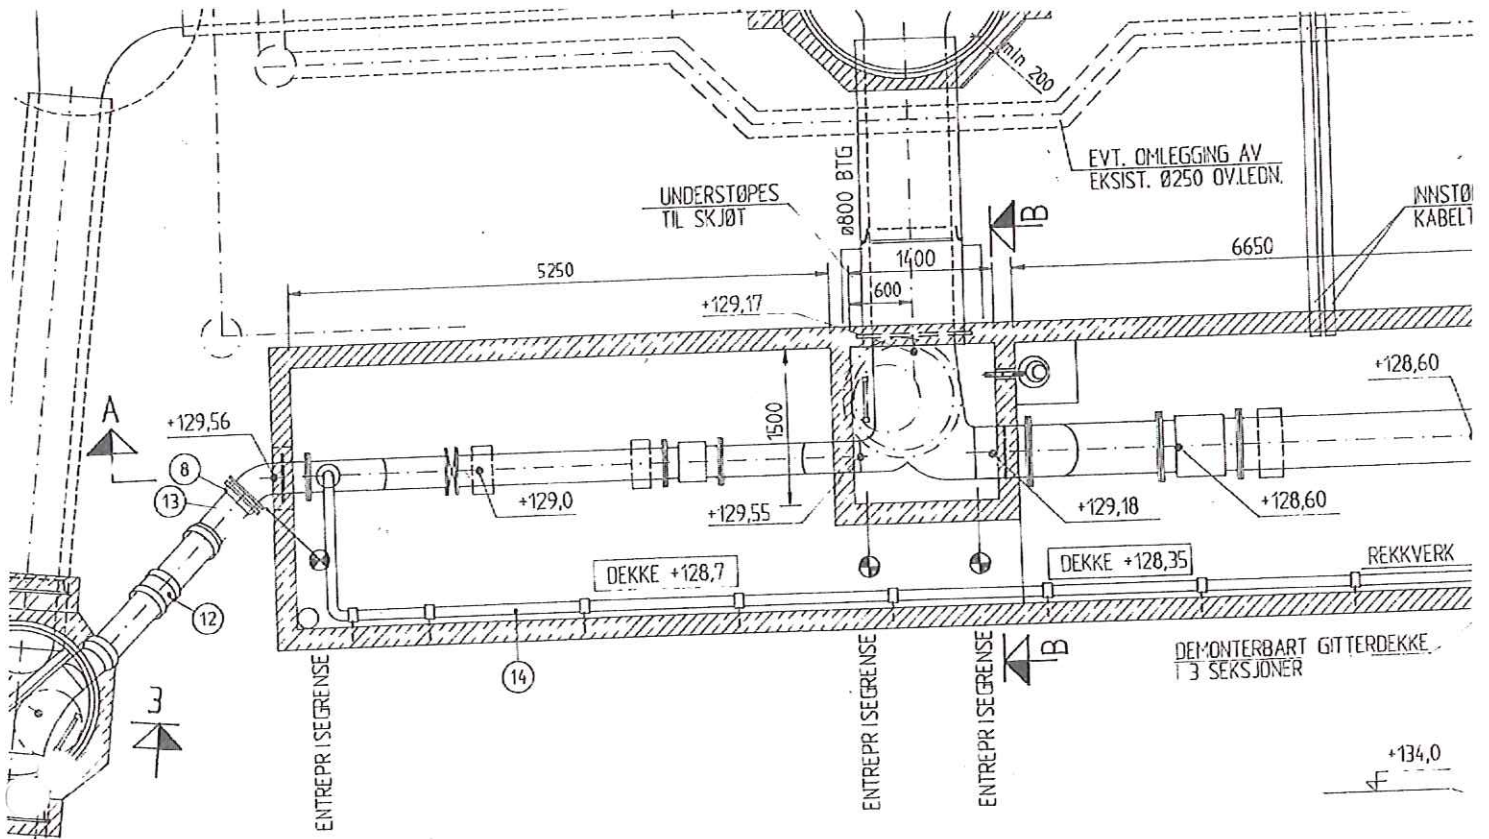 min 200
EVT. OMLEGGING AV
EKSIST. Ø250 OV.LEDN.
ø800 BTG
UNDERSTØPES
TIL SKJØT
B
KABELT
5250
1400
6650
600
+129,17
+128,60
1500
A
+129,56
8
13
+129,0
+129,55
+129,18
+128,60
DEKKE +128,7
DEKKE +128,35
REKKVERK
12
14
DEMONTERBART GITTERDEKKE
I 3 SEKSJONER
B
3
ENTREPRISEGRENSE
ENTREPRISEGRENSE
ENTREPRISEGRENSE
+134,0